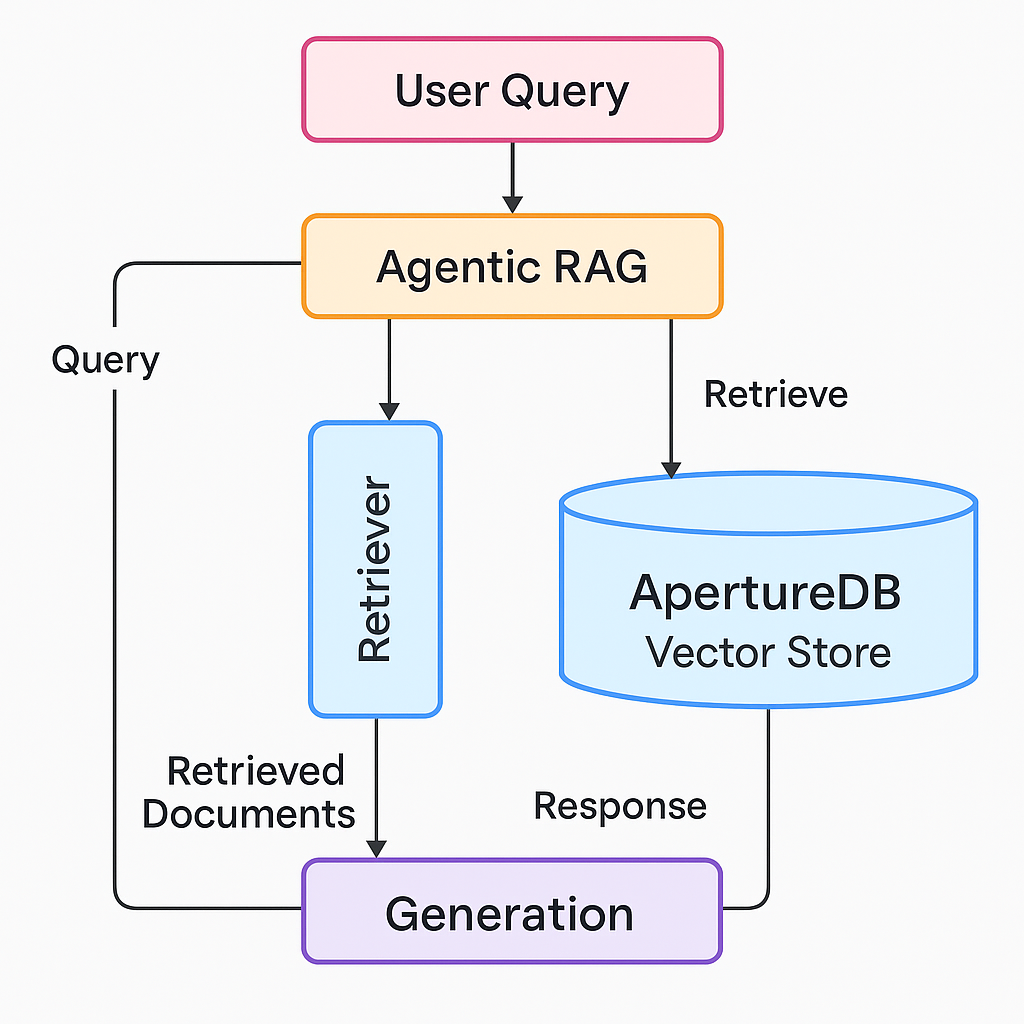 User Query
Agentic RAG
Query
Retrieve
Retriever
ApertureDB
Vector Store
Retrieved
Documents
Response
Generation